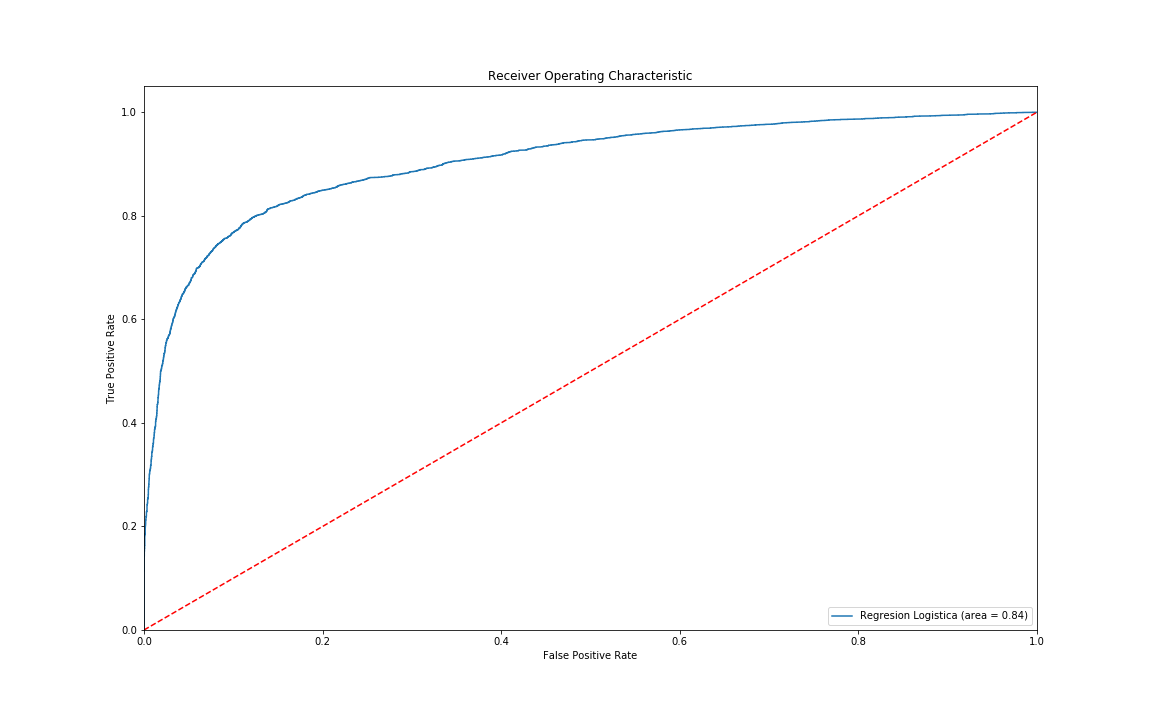 Receiver Operating Characteristic
True Positive Rate
1.0
0.8
0.6
0.4
0.2
0.0
0.0 0.2 0.4 0.6 0.8 1.0
False Positive Rate
Regresion Logistica (area = 0.84)